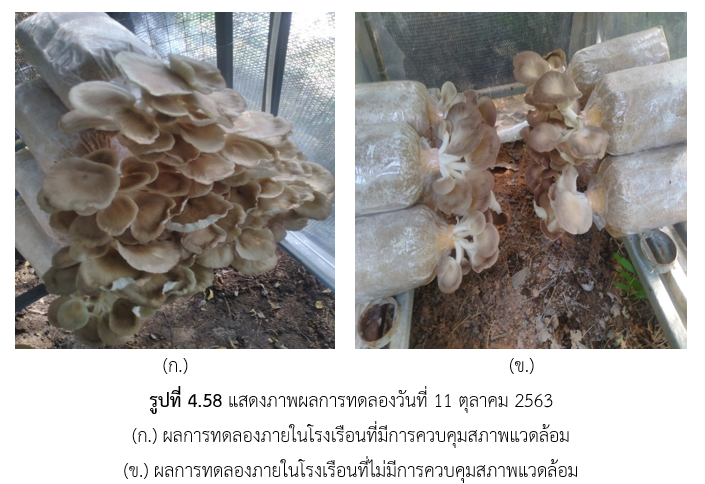 (ก.)
(ข.)
รูปที่ 4.58 แสดงภาพผลการทดลองวันที่ 11 ตุลาคม 2563
(ก.) ผลการทดลองภายในโรงเรือนที่มีการควบคุมสภาพแวดล้อม
(ข.) ผลการทดลองภายในโรงเรือนที่ไม่มีการควบคุมสภาพแวดล้อม